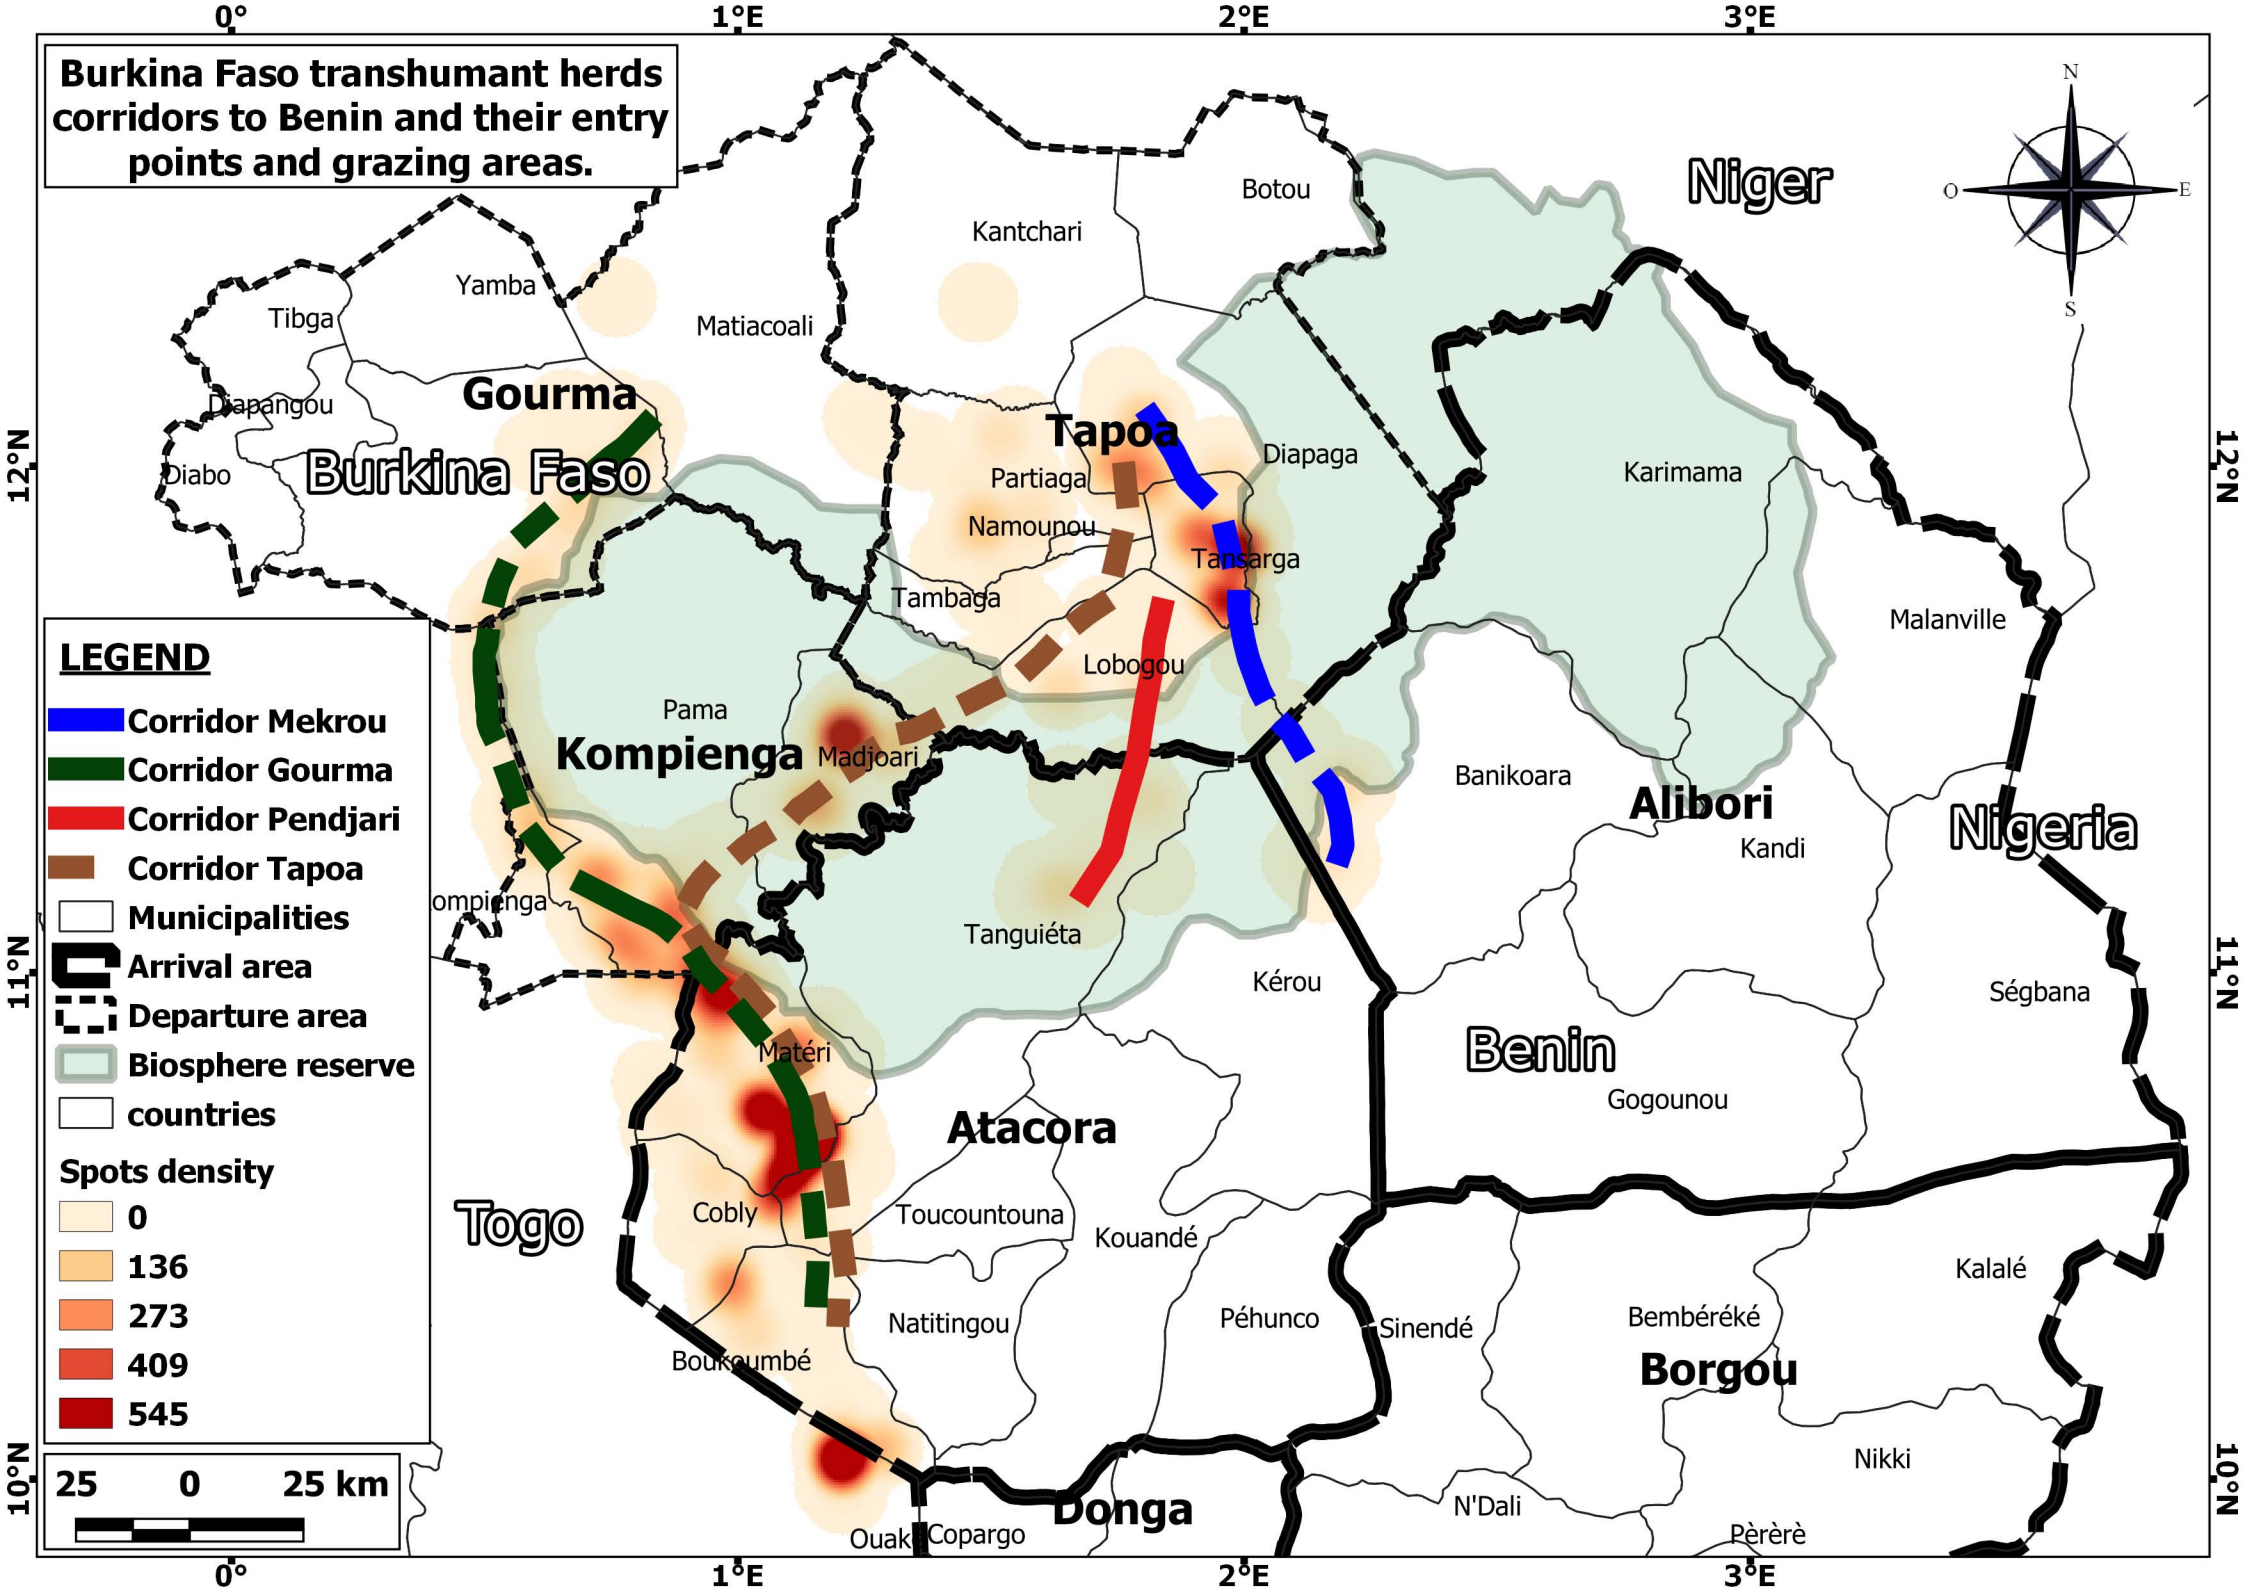 0°
1°E
2°E
3°E
Burkina Faso transhumant herds
corridors to Benin and their entry
points and grazing areas.
N
O
E
S
Niger
Botou
Kantchari
Yamba
Tibga
Matiacoali
Gourma
Diapangou
Tapoa
12°N
12°N
Burkina Faso
Diabo
Partiaga
Diapaga
Karimama
Namounou
Tansarga
Tambaga
Malanville
Lobogou
Pama
Kompienga
Madjoari
Banikoara
Alibori
Kandi
Nigeria
ompienga
Tanguiéta
11°N
11°N
Kérou
Ségbana
Matéri
Benin
Gogounou
Atacora
Togo
Cobly
Toucountouna
Kouandé
Kalalé
Natitingou
Péhunco
Sinendé
Bembéréké
Boukoumbé
Borgou
Nikki
10°N
10°N
Donga
N'Dali
Ouaké
Copargo
Pèrèrè
LEGEND
Corridor Mekrou
Corridor Gourma
Corridor Pendjari
Corridor Tapoa
Municipalities
Arrival area
Departure area
Biosphere reserve
countries
Spots density
0
136
273
409
545
25 0 25 km
0°
1°E
2°E
3°E